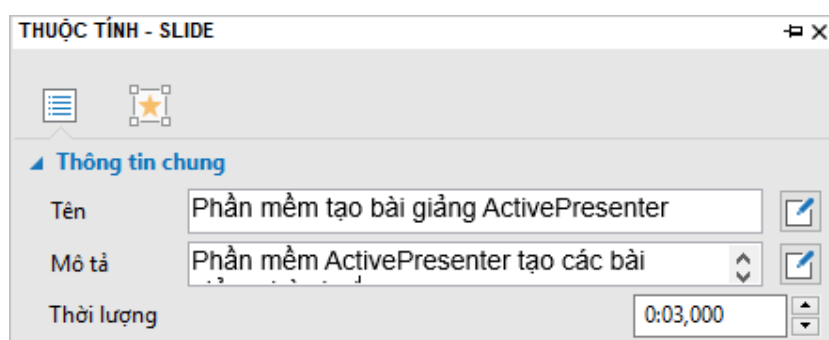 THUỘC TÍNH - SLIDE
Thông tin chung
Tên Phần mềm tạo bài giảng ActivePresenter
Mô tả Phần mềm ActivePresenter tạo các bài
Thời lượng 0:03,000